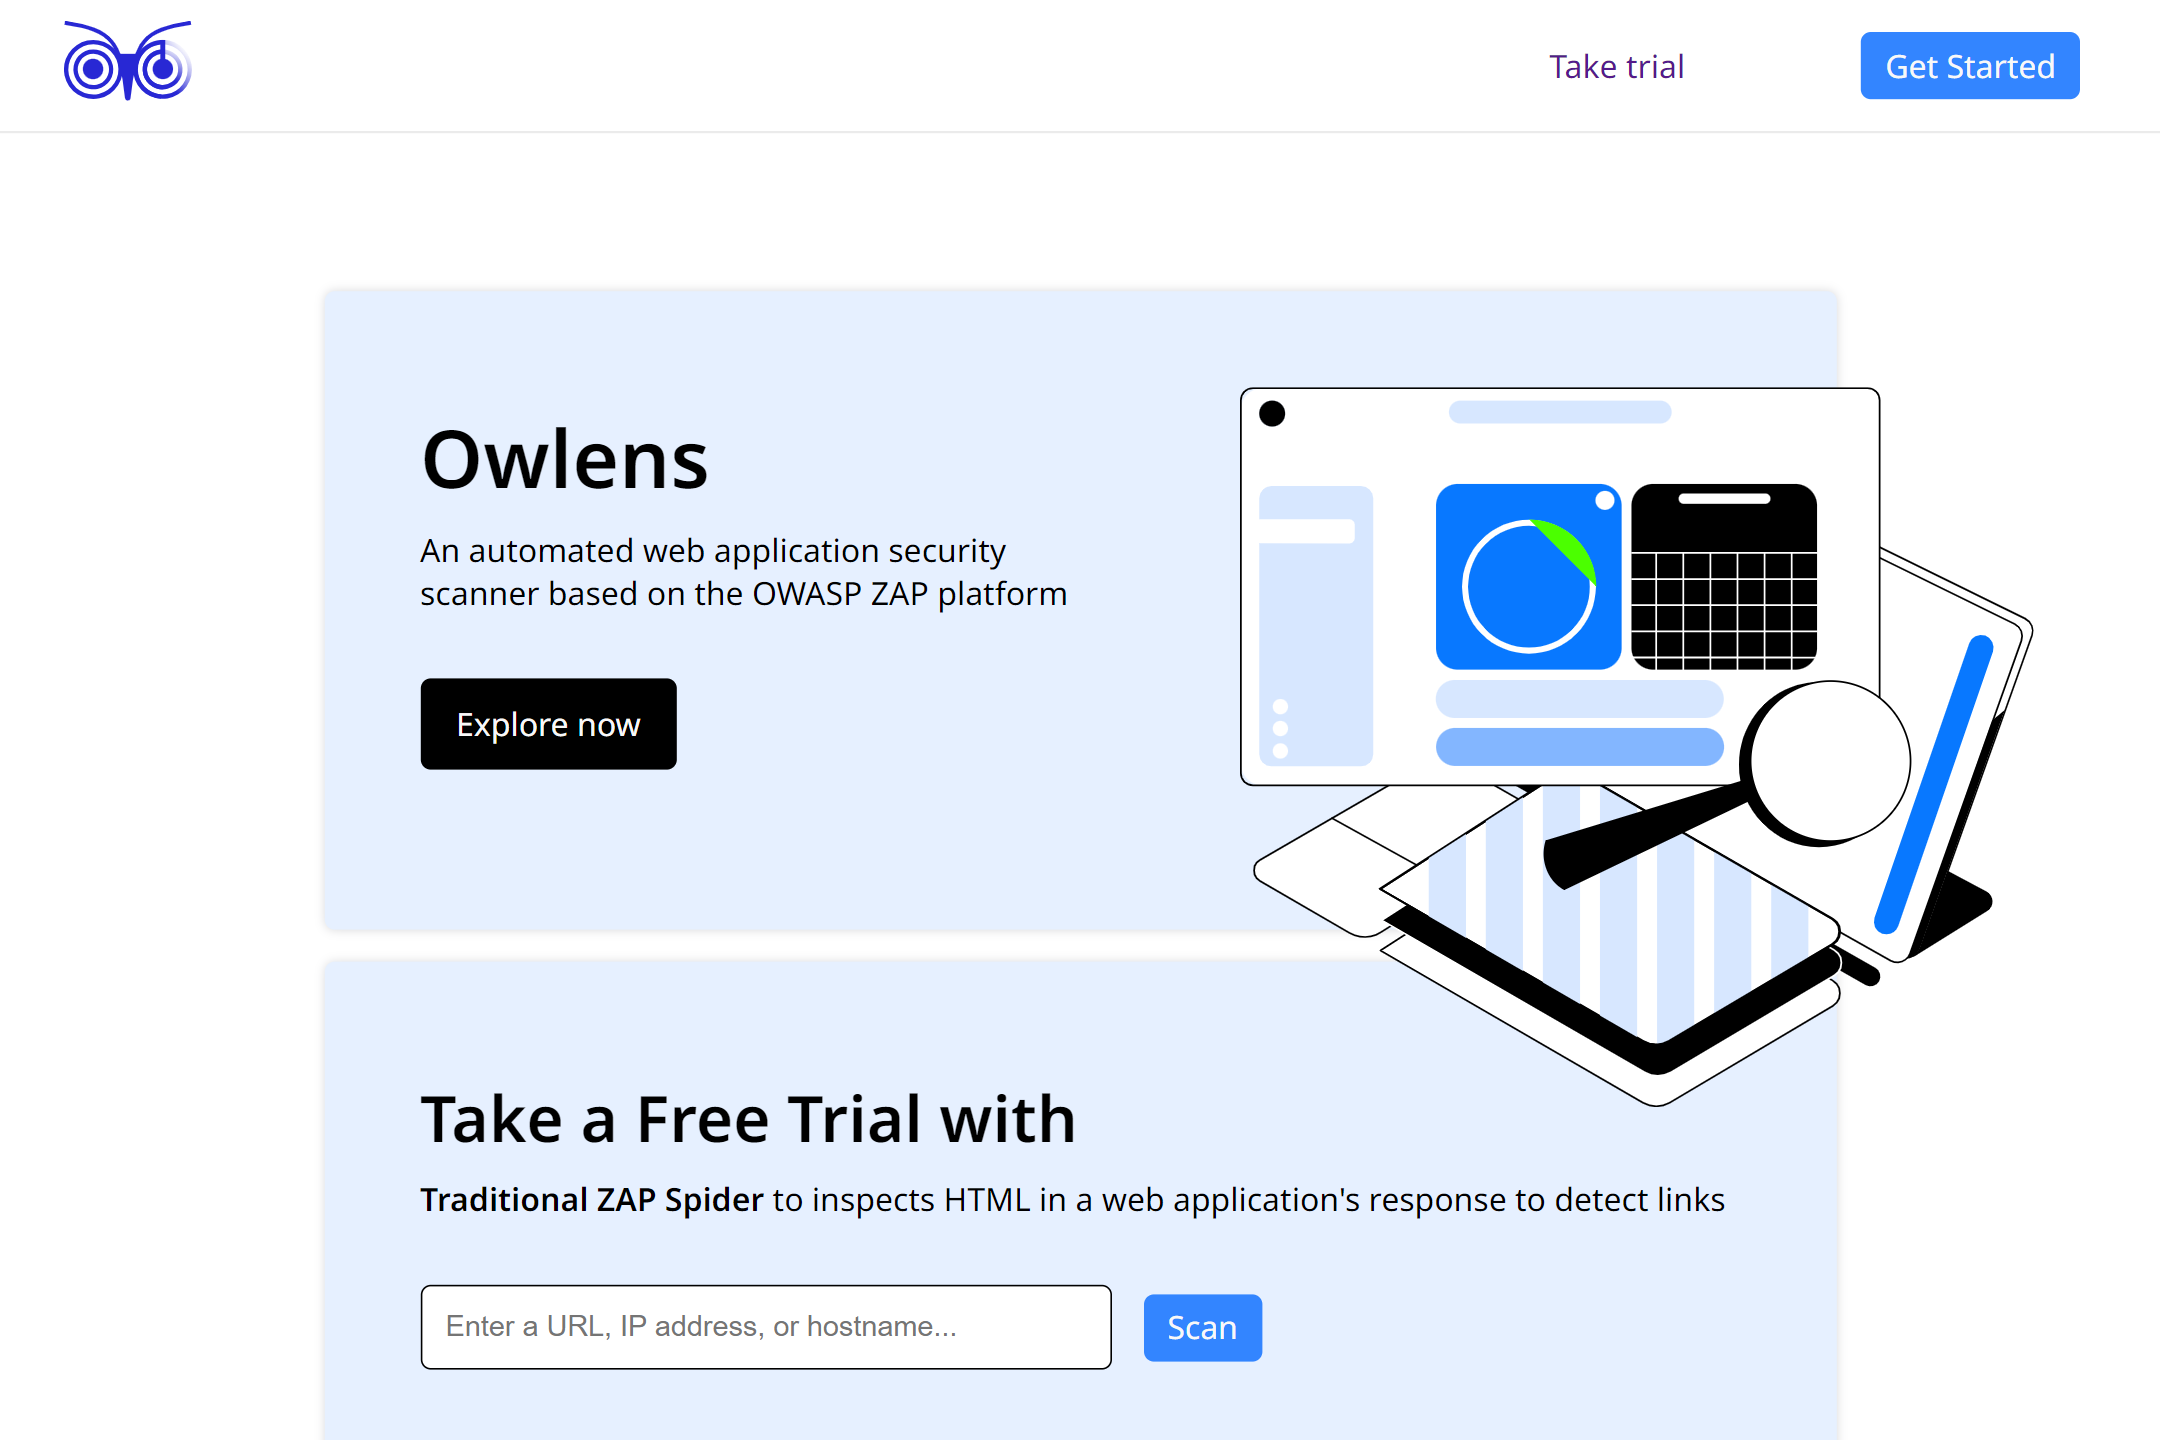 Take trial
Get Started
Owlens
An automated web application security
scanner based on the OWASP ZAP platform
Explore now
Take a Free Trial with
Traditional ZAP Spider to inspects HTML in a web application's response to detect links
Enter a URL, IP address, or hostname...
Scan